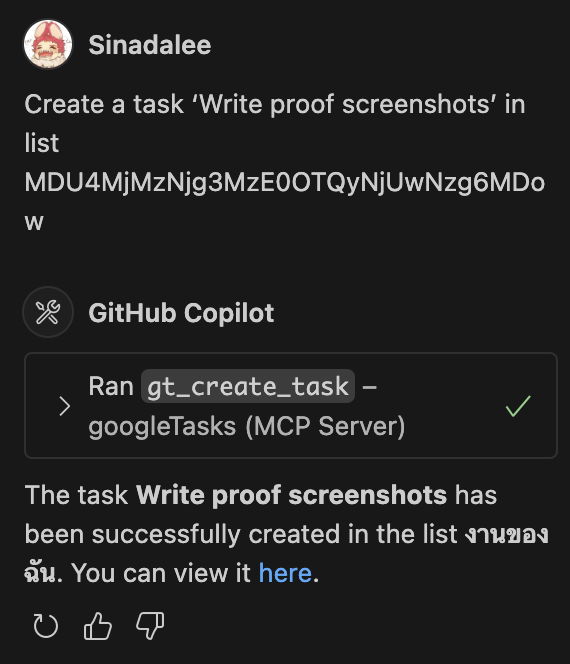 Sinadalee
Create a task ‘Write proof screenshots’ in
list
MDU4MjMzNjg3MzE0OTQyNjUwNzg6MDo
w
GitHub Copilot
Ran gt_create_task –
googleTasks (MCP Server)
The task Write proof screenshots has
been successfully created in the list งานของ
ฉัน. You can view it here.